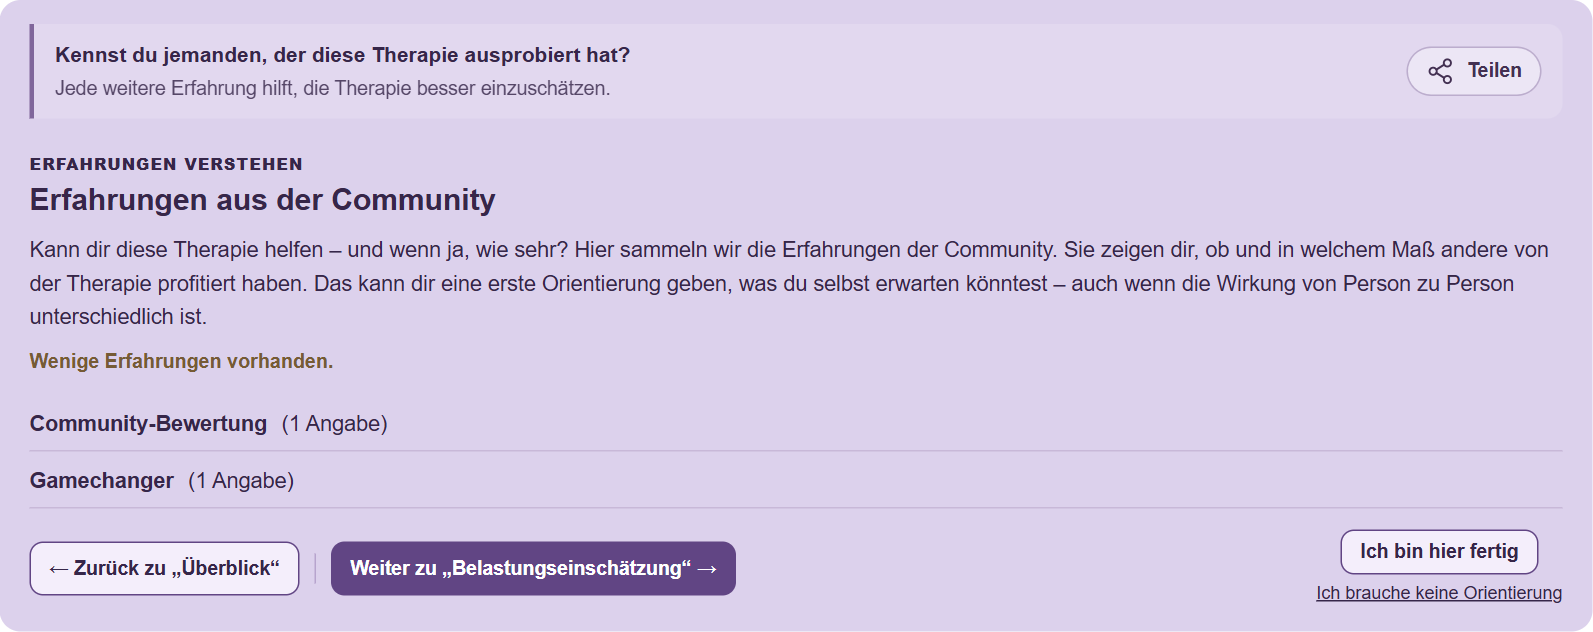 Kennst du jemanden, der diese Therapie ausprobiert hat?
Jede weitere Erfahrung hilft, die Therapie besser einzuschätzen.
Teilen
ERFAHRUNGEN VERSTEHEN
Erfahrungen aus der Community
Kann dir diese Therapie helfen – und wenn ja, wie sehr? Hier sammeln wir die Erfahrungen der Community. Sie zeigen dir, ob und in welchem Maß andere von
der Therapie profitiert haben. Das kann dir eine erste Orientierung geben, was du selbst erwarten könntest – auch wenn die Wirkung von Person zu Person
unterschiedlich ist.
Wenige Erfahrungen vorhanden.
Community-Bewertung (1 Angabe)
Gamechanger (1 Angabe)
← Zurück zu „Überblick“
Weiter zu „Belastungseinschätzung“ →
Ich bin hier fertig
Ich brauche keine Orientierung